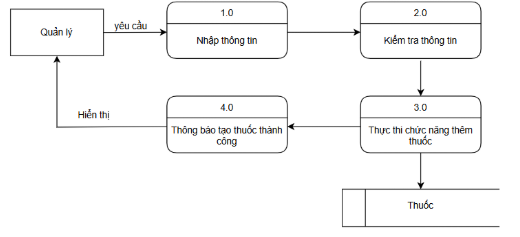 Quản lý
yêu cầu
1.0
Nhập thông tin
2.0
Kiểm tra thông tin
Hiển thị
4.0
Thông báo tạo thuốc thành
công
3.0
Thực thi chức năng thêm
thuốc
Thuốc